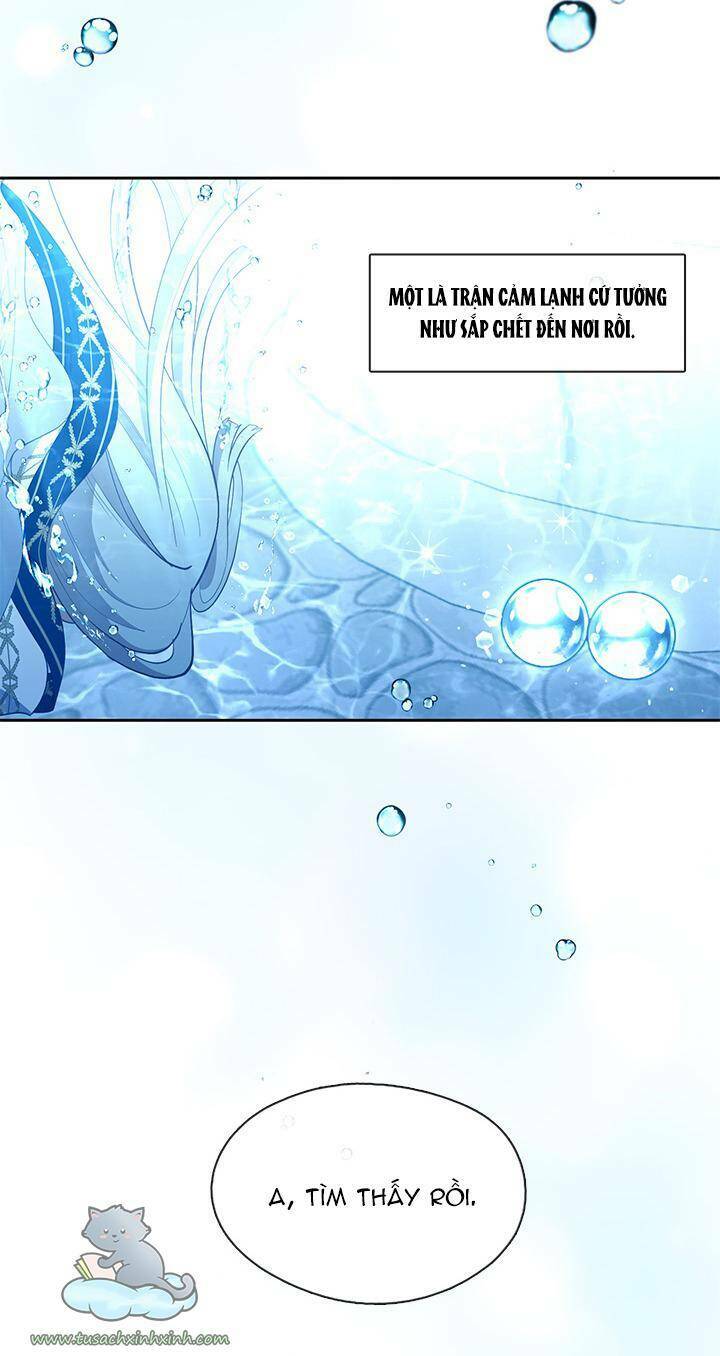 MỘT LÀ TRẬN CẢM LẠNH CỨ TƯỞNG
NHƯ SẮP CHẾT ĐẾN NƠI RỒI.
A, TÌM THẤY RỒI.
www.tusachxinhxinh.com